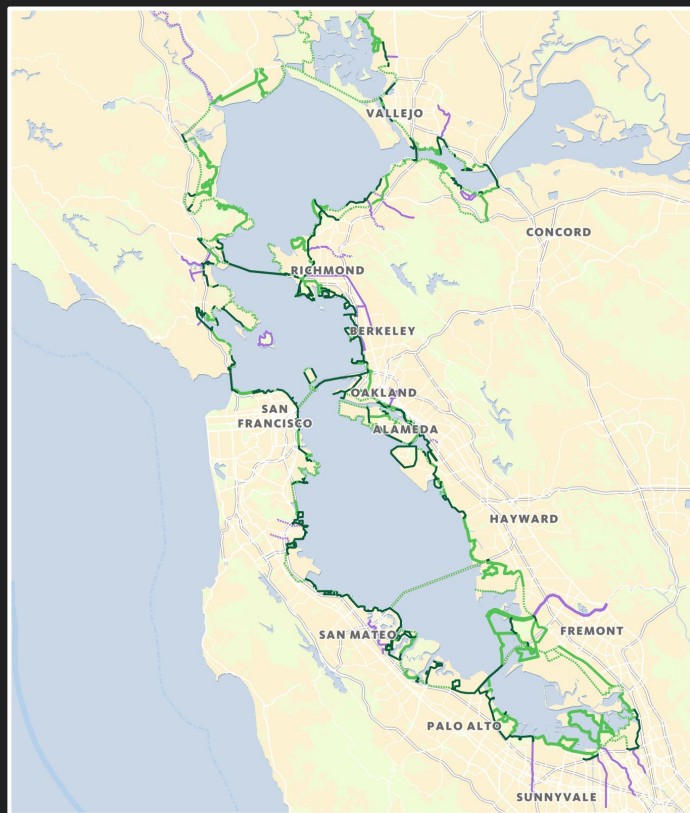 VALLEJO
CONCORD
RICHMOND
BERKELEY
OAKLAND
SAN
FRANCISCO
ALAMEDA
HAYWARD
SAN MATEO
FREMONT
PALO ALTO
SUNNYVALE